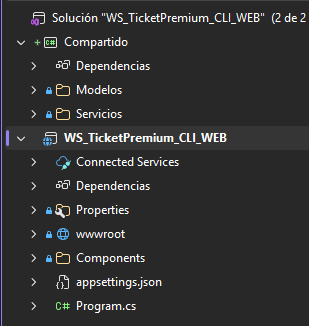 Solución "WS_TicketPremium_CLI_WEB" (2 de 2
Compartido
Dependencias
Modelos
Servicios
WS_TicketPremium_CLI_WEB
Connected Services
Dependencias
Properties
wwwroot
Components
appsettings.json
C# Program.cs